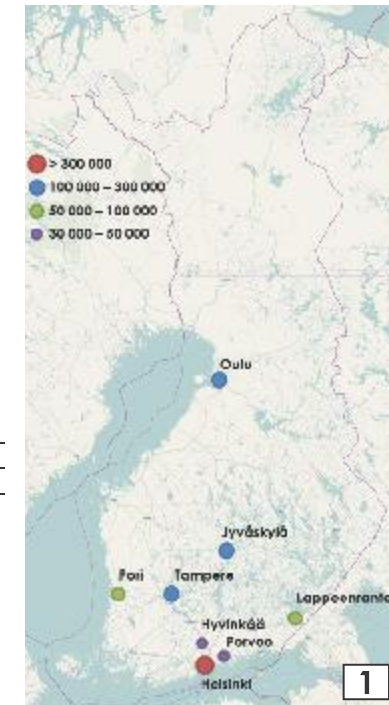 > 300 000
100 000 – 300 000
50 000 – 100 000
30 000 – 50 000
Oulu
Jyväskylä
Pori
Tampere
Lappeenranta
Hyvinkää
Porvoo
Helsinki
1